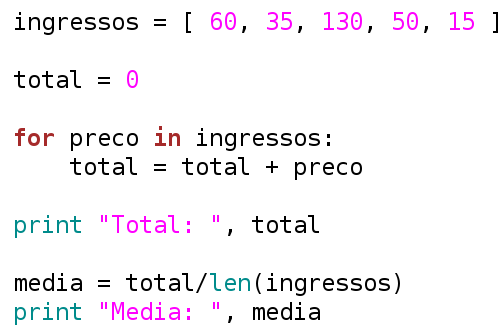 ingressos = [ 60, 35, 130, 50, 15 ]
total = 0
for preco in ingressos:
    total = total + preco
print "Total: ", total
media = total/len(ingressos)
print "Media: ", media